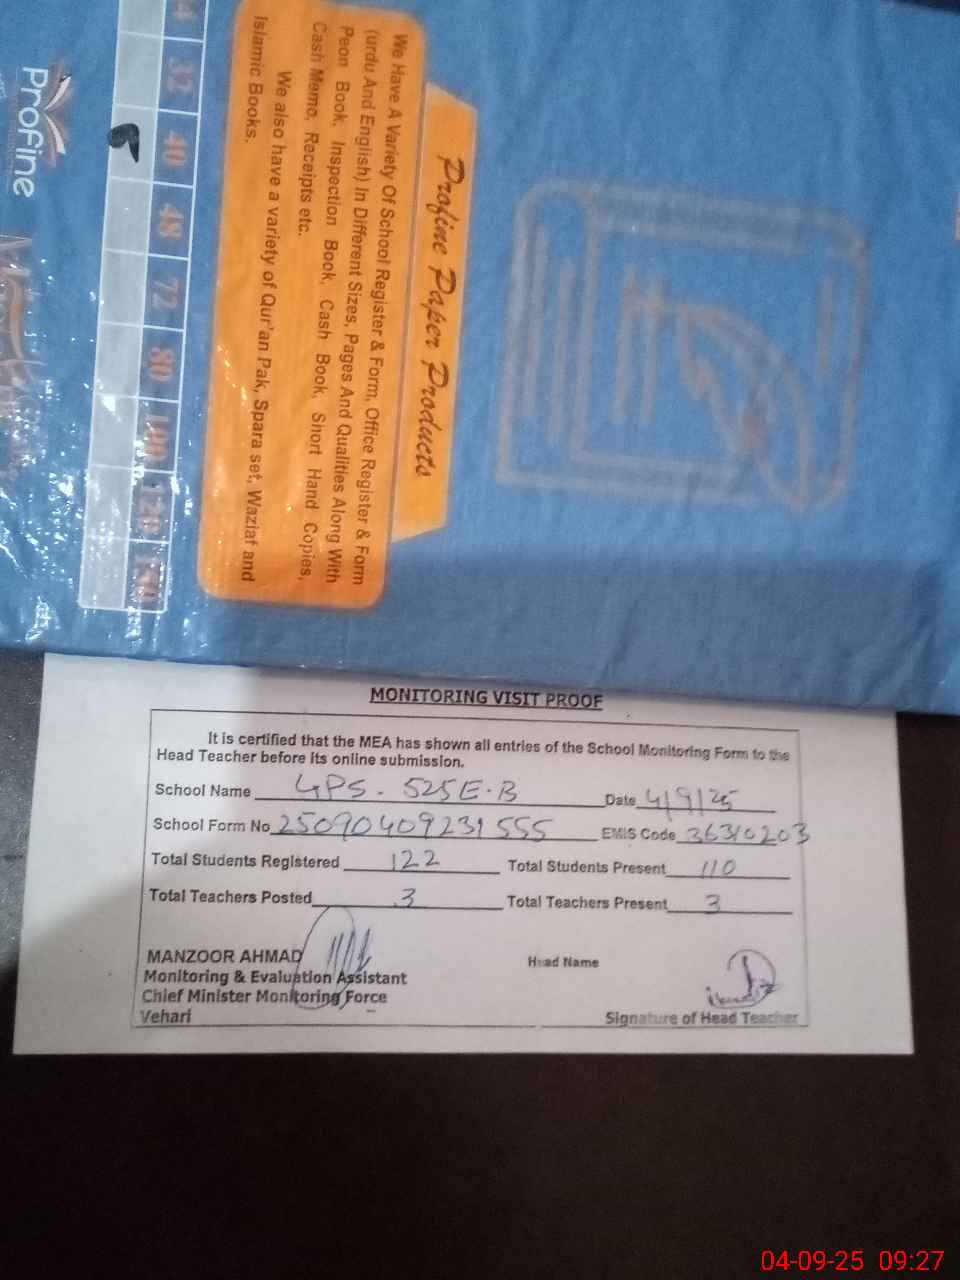 Profine
4 32 40 48 72 80 100 120
5
Profine Paper Products
We Have A Variety Of School Register & Form, Office Register & Form
(urdu And English) In Different Sizes, Pages And Qualities Along With
Peon Book, Inspection Book, Cash Book, Short Hand Copies,
Cash Memo, Receipts etc.
We also have a variety of Qur'an Pak, Spara set, Waziaf and
Islamic Books.
MONITORING VISIT PROOF
It is certified that the MEA has shown all entries of the School Monitoring Form to the
Head Teacher before its online submission.
School Name GPS - 525 E.B Date 4/9/25
School Form No 25090409231555 EMIS Code 36310203
Total Students Registered 122 Total Students Present 110
Total Teachers Posted 3 Total Teachers Present 3
MANZOOR AHMAD Head Name
Monitoring & Evaluation Assistant
Chief Minister Monitoring Force
Vehari Signature of Head Teacher
04-09-25 09:27